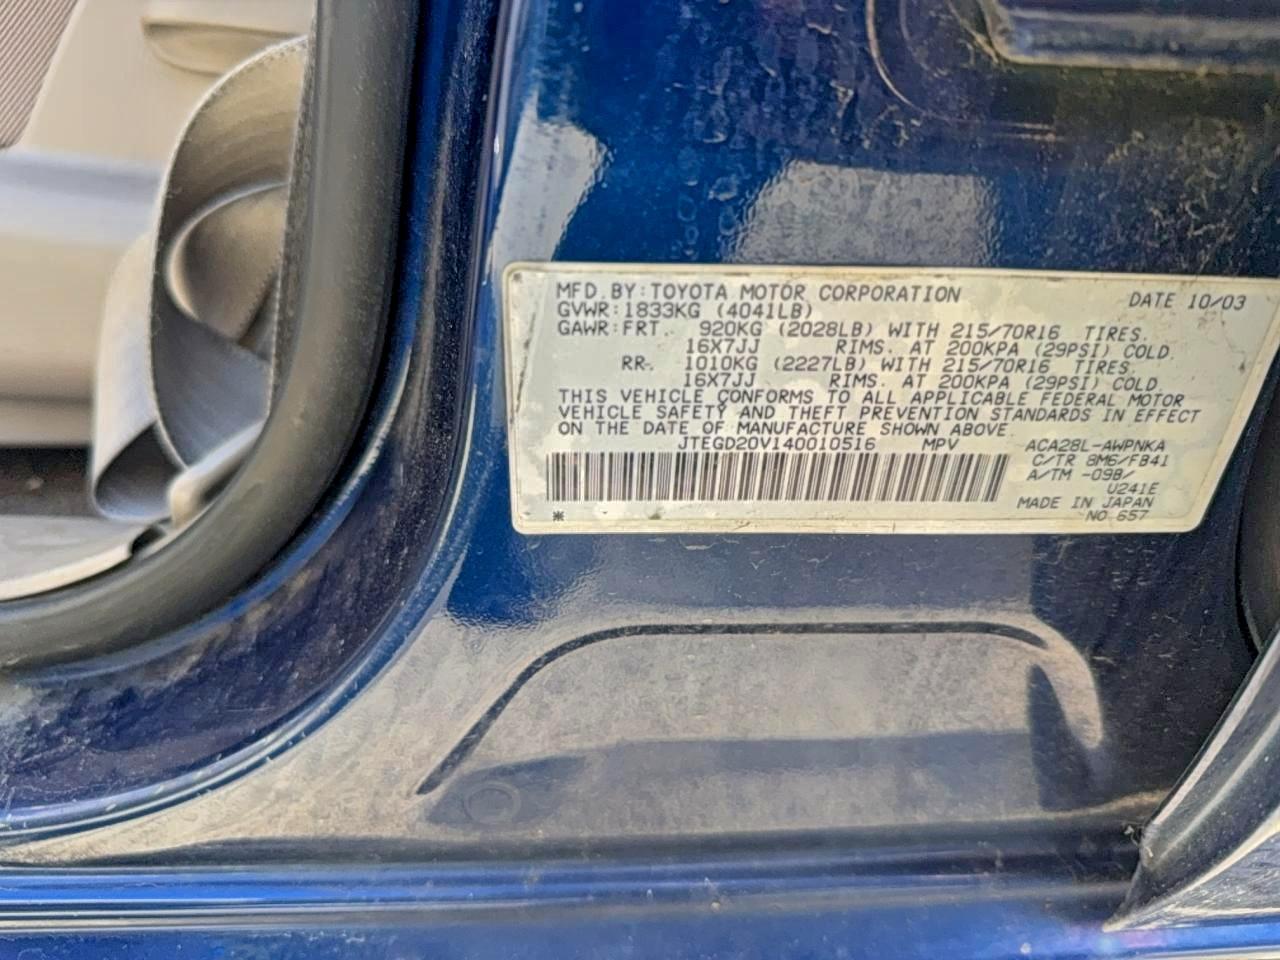 MFD. BY: TOYOTA MOTOR CORPORATION DATE 10/03
GVWR: 1833KG (4041LB)
GAWR: FRT. 920KG (2028LB) WITH 215/70R16 TIRES.
16X7JJ RIMS. AT 200KPA (29PSI) COLD.
RR. 1010KG (2227LB) WITH 215/70R16 TIRES.
16X7JJ RIMS. AT 200KPA (29PSI) COLD.
THIS VEHICLE CONFORMS TO ALL APPLICABLE FEDERAL MOTOR
VEHICLE SAFETY AND THEFT PREVENTION STANDARDS IN EFFECT
ON THE DATE OF MANUFACTURE SHOWN ABOVE
JTEGD20V140010516 MPV ACA28L-AWPNKA
C/TR 8M6/FB41
A/TM -09B/
U241E
MADE IN JAPAN
NO 657